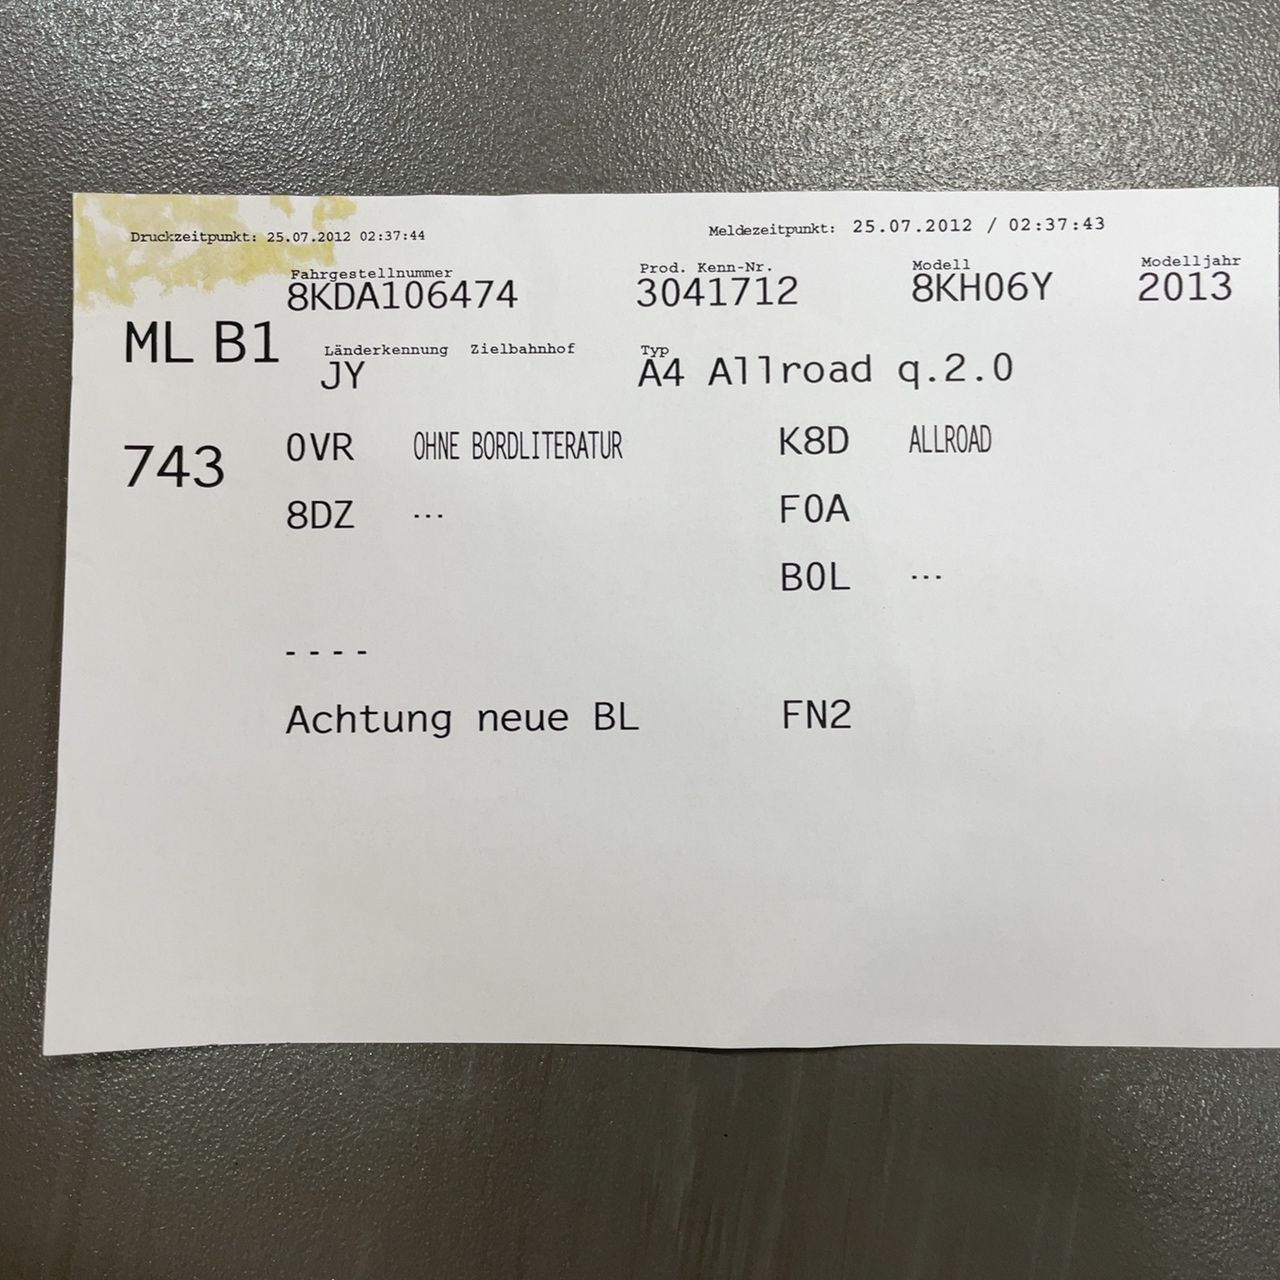 Druckzeitpunkt: 25.07.2012 02:37:44 Meldezeitpunkt: 25.07.2012 / 02:37:43
Fahrgestellnummer Prod. Kenn-Nr. Modell Modelljahr
8KDA106474 3041712 8KH06Y 2013
ML B1
Länderkennung Zielbahnhof Typ
JY A4 Allroad q.2.0
743
0VR OHNE BORDLITERATUR K8D ALLROAD
8DZ ... F0A
B0L ...
----
Achtung neue BL FN2